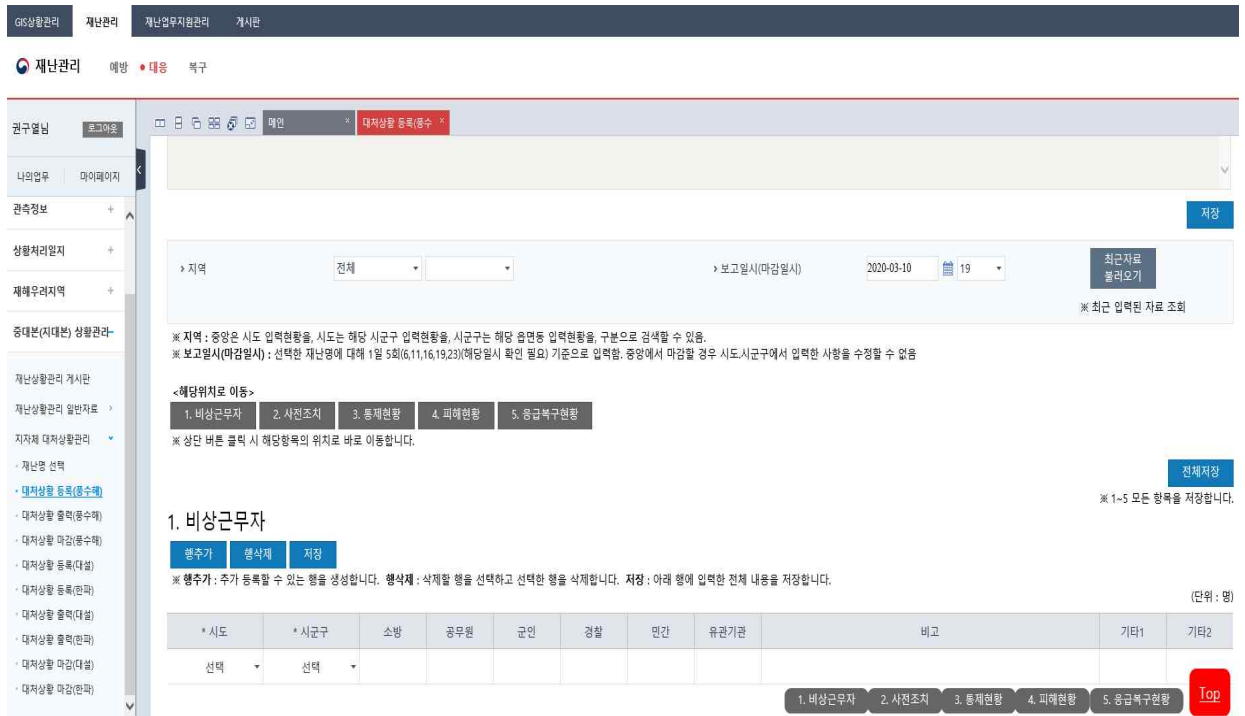 GIS상황관리 재난관리 재난업무지원관리 게시판
재난관리 예방 대응 복구
권구열님 로그아웃
메인 × 대처상황 등록(풍수 ×
나의업무 마이페이지
관측정보 +
상황처리일지 +
재해우려지역 +
중대본(지대본) 상황관리 −
재난상황관리 게시판
재난상황관리 일반자료
지자체 대처상황관리
재난명 선택
대처상황 등록(풍수해)
대처상황 출력(풍수해)
대처상황 마감(풍수해)
대처상황 등록(대설)
대처상황 등록(한파)
대처상황 출력(대설)
대처상황 출력(한파)
대처상황 마감(대설)
대처상황 마감(한파)
저장
› 지역 전체 › 보고일시(마감일시) 2020-03-10 19 최근자료
불러오기
※ 최근 입력된 자료 조회
※ 지역 : 중앙은 시도 입력현황을, 시도는 해당 시군구 입력현황을, 시군구는 해당 읍면동 입력현황을, 구분으로 검색할 수 있음.
※ 보고일시(마감일시) : 선택한 재난명에 대해 1일 5회(6,11,16,19,23)(해당일시 확인 필요) 기준으로 입력함. 중앙에서 마감할 경우 시도.시군구에서 입력한 사항을 수정할 수 없음
<해당위치로 이동>
1. 비상근무자 2. 사전조치 3. 통제현황 4. 피해현황 5. 응급복구현황
※ 상단 버튼 클릭 시 해당항목의 위치로 바로 이동합니다.
전체저장
※ 1~5 모든 항목을 저장합니다.
1. 비상근무자
행추가 행삭제 저장
※ 행추가 : 추가 등록할 수 있는 행을 생성합니다. 행삭제 : 삭제할 행을 선택하고 선택한 행을 삭제합니다. 저장 : 아래 행에 입력한 전체 내용을 저장합니다.
(단위 : 명)
* 시도 * 시군구 소방 공무원 군인 경찰 민간 유관기관 비고 기타1 기타2
선택 선택
1. 비상근무자 2. 사전조치 3. 통제현황 4. 피해현황 5. 응급복구현황 Top